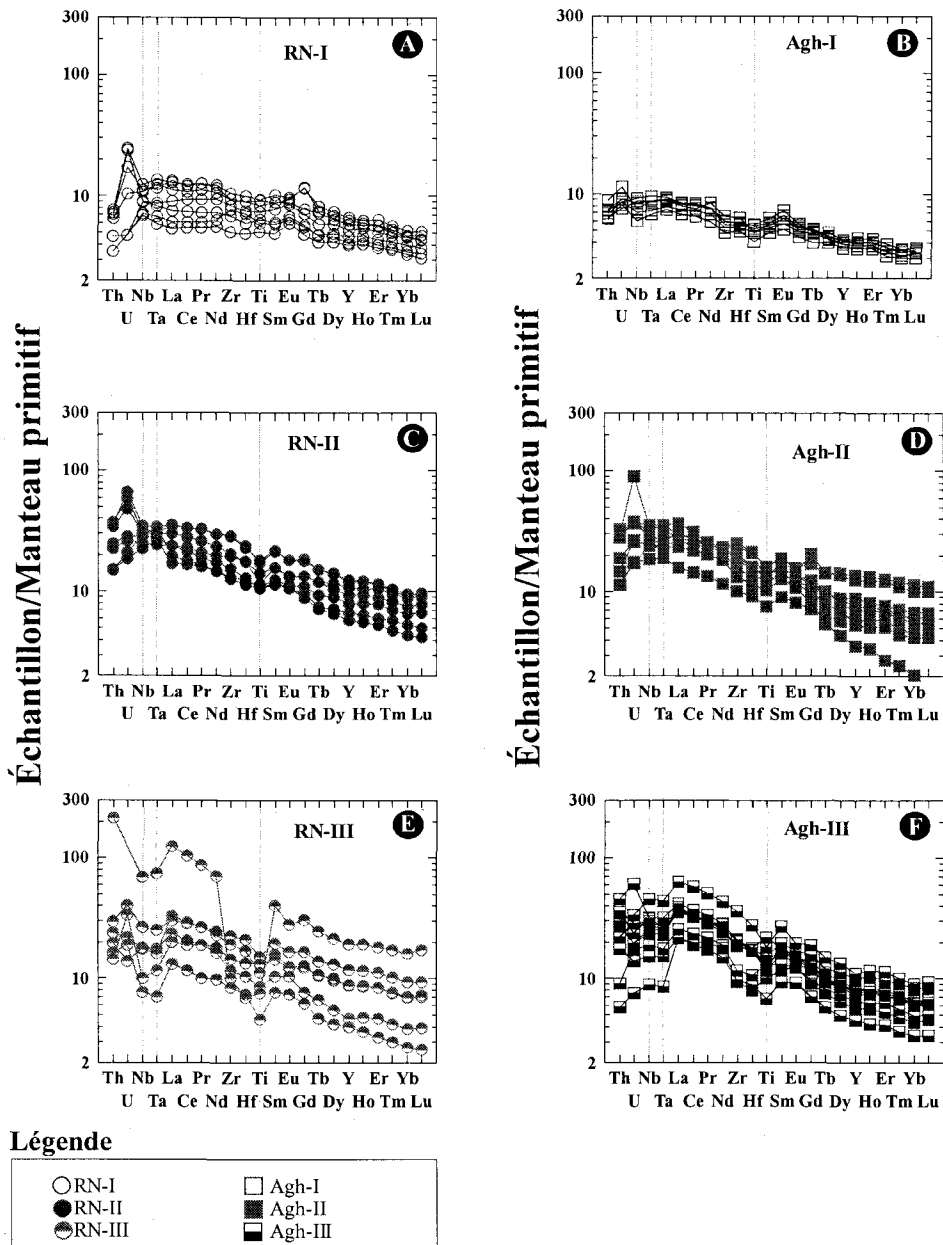 300
100
10
2
RN-I
A
Th Nb La Pr Zr Ti Eu Tb Y Er Yb
U Ta Ce Nd Hf Sm Gd Dy Ho Tm Lu
300
100
10
2
Agh-I
B
Th Nb La Pr Zr Ti Eu Tb Y Er Yb
U Ta Ce Nd Hf Sm Gd Dy Ho Tm Lu
Échantillon/Manteau primitif
300
100
10
2
RN-II
C
Th Nb La Pr Zr Ti Eu Tb Y Er Yb
U Ta Ce Nd Hf Sm Gd Dy Ho Tm Lu
Échantillon/Manteau primitif
300
100
10
2
Agh-II
D
Th Nb La Pr Zr Ti Eu Tb Y Er Yb
U Ta Ce Nd Hf Sm Gd Dy Ho Tm Lu
300
100
10
2
RN-III
E
Th Nb La Pr Zr Ti Eu Tb Y Er Yb
U Ta Ce Nd Hf Sm Gd Dy Ho Tm Lu
300
100
10
2
Agh-III
F
Th Nb La Pr Zr Ti Eu Tb Y Er Yb
U Ta Ce Nd Hf Sm Gd Dy Ho Tm Lu
Légende
RN-I
RN-II
RN-III
Agh-I
Agh-II
Agh-III